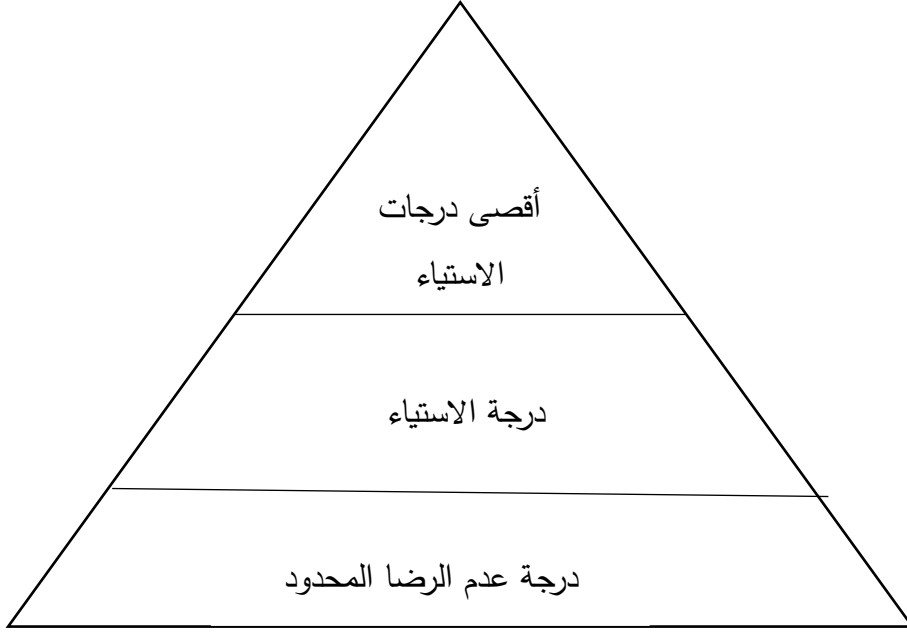 أقصى درجات
الاستياء
درجة الاستياء
درجة عدم الرضا المحدود